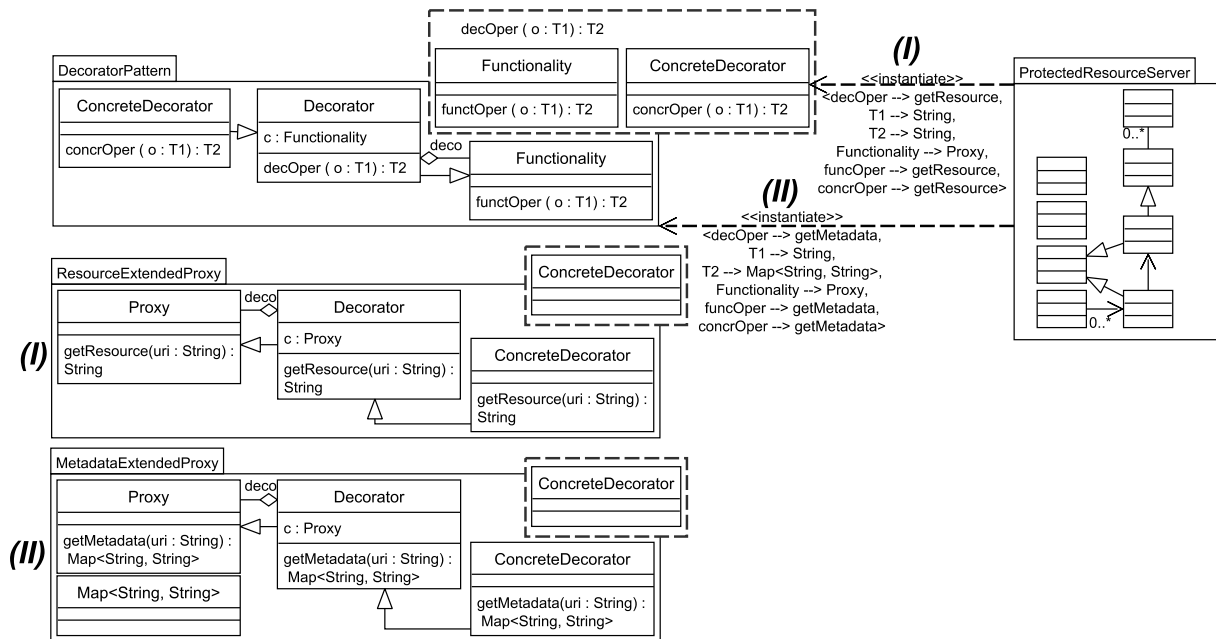 decOper ( o : T1) : T2
Functionality
functOper ( o : T1) : T2
ConcreteDecorator
concrOper ( o : T1) : T2
DecoratorPattern
ConcreteDecorator
concrOper ( o : T1) : T2
Decorator
c : Functionality
decOper ( o : T1) : T2
deco
Functionality
functOper ( o : T1) : T2
(I)
<<instantiate>>
<decOper --> getResource,
T1 --> String,
T2 --> String,
Functionality --> Proxy,
funcOper --> getResource,
concrOper --> getResource>
(II)
<<instantiate>>
<decOper --> getMetadata,
T1 --> String,
T2 --> Map<String, String>,
Functionality --> Proxy,
funcOper --> getMetadata,
concrOper --> getMetadata>
ProtectedResourceServer
0..*
0..*
ResourceExtendedProxy
(I)
Proxy
getResource(uri : String) :
String
deco
Decorator
c : Proxy
getResource(uri : String) :
String
ConcreteDecorator
ConcreteDecorator
getResource(uri : String) :
String
MetadataExtendedProxy
(II)
Proxy
getMetadata(uri : String) :
Map<String, String>
Map<String, String>
deco
Decorator
c : Proxy
getMetadata(uri : String) :
Map<String, String>
ConcreteDecorator
ConcreteDecorator
getMetadata(uri : String) :
Map<String, String>